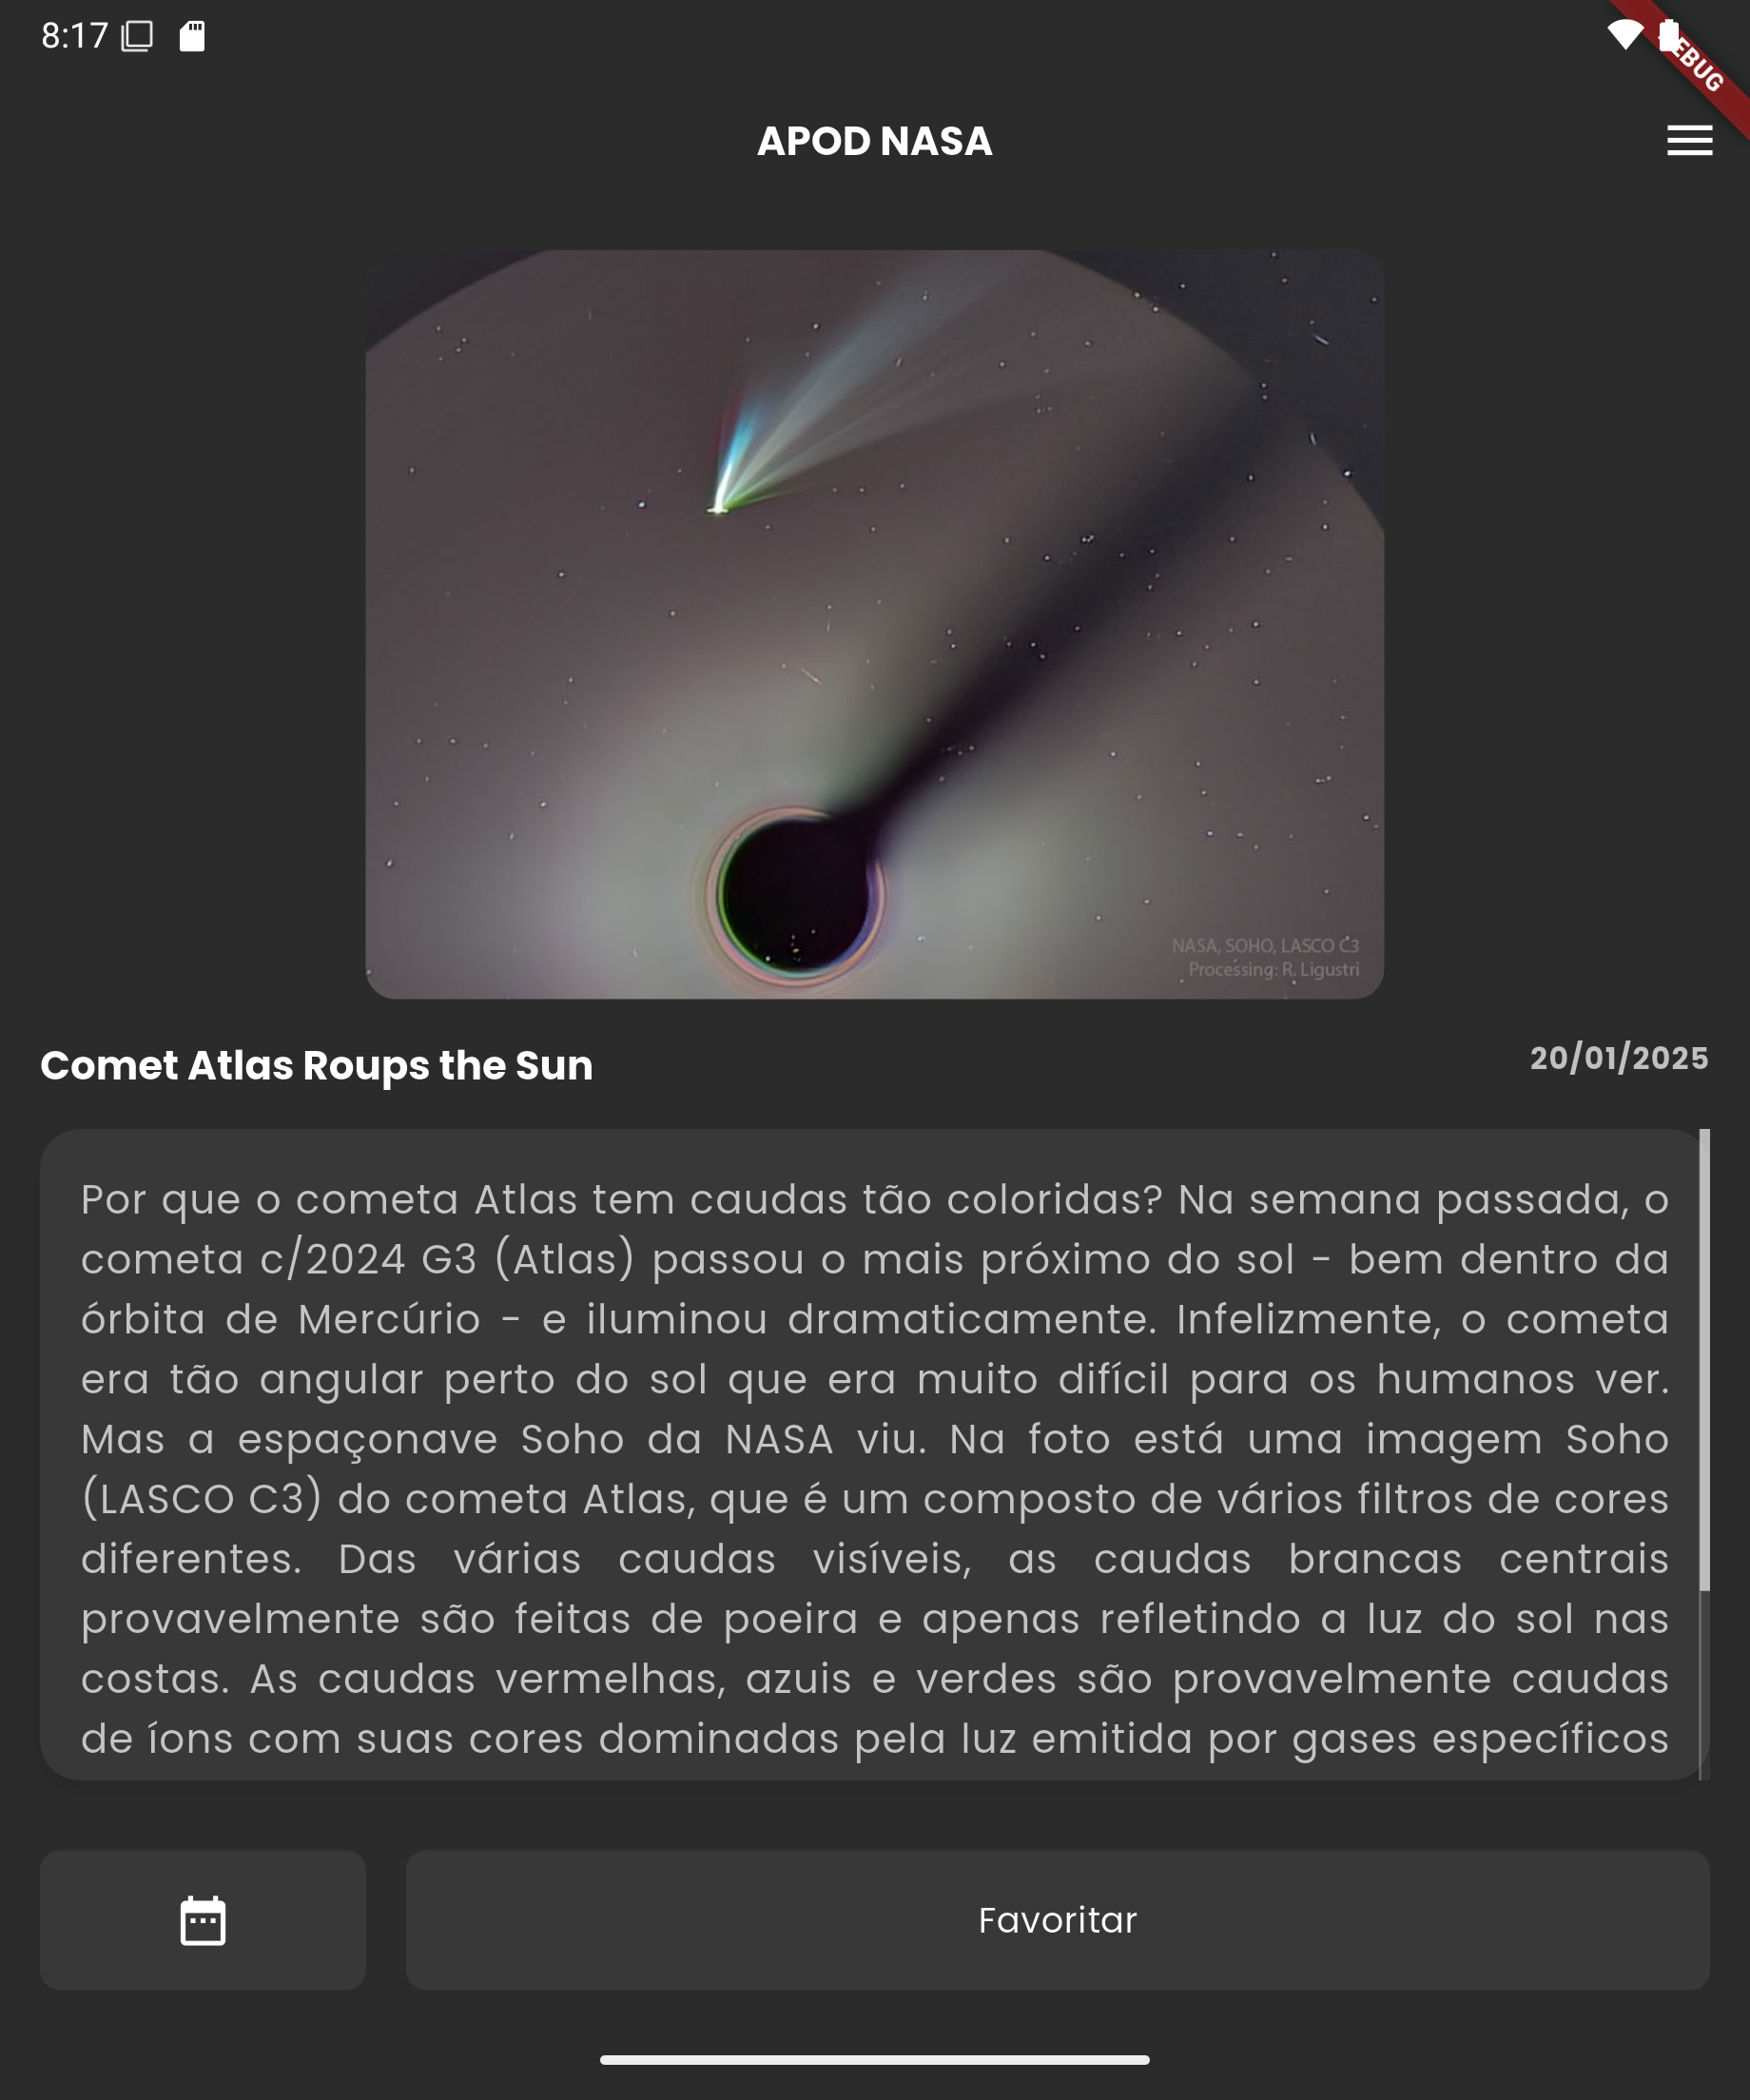 8:17
EBUG
APOD NASA
NASA, SOHO, LASCO C3
Processing: R. Ligustri
Comet Atlas Roups the Sun
20/01/2025
Por que o cometa Atlas tem caudas tão coloridas? Na semana passada, o
cometa c/2024 G3 (Atlas) passou o mais próximo do sol - bem dentro da
órbita de Mercúrio - e iluminou dramaticamente. Infelizmente, o cometa
era tão angular perto do sol que era muito difícil para os humanos ver.
Mas a espaçonave Soho da NASA viu. Na foto está uma imagem Soho
(LASCO C3) do cometa Atlas, que é um composto de vários filtros de cores
diferentes. Das várias caudas visíveis, as caudas brancas centrais
provavelmente são feitas de poeira e apenas refletindo a luz do sol nas
costas. As caudas vermelhas, azuis e verdes são provavelmente caudas
de íons com suas cores dominadas pela luz emitida por gases específicos
Favoritar